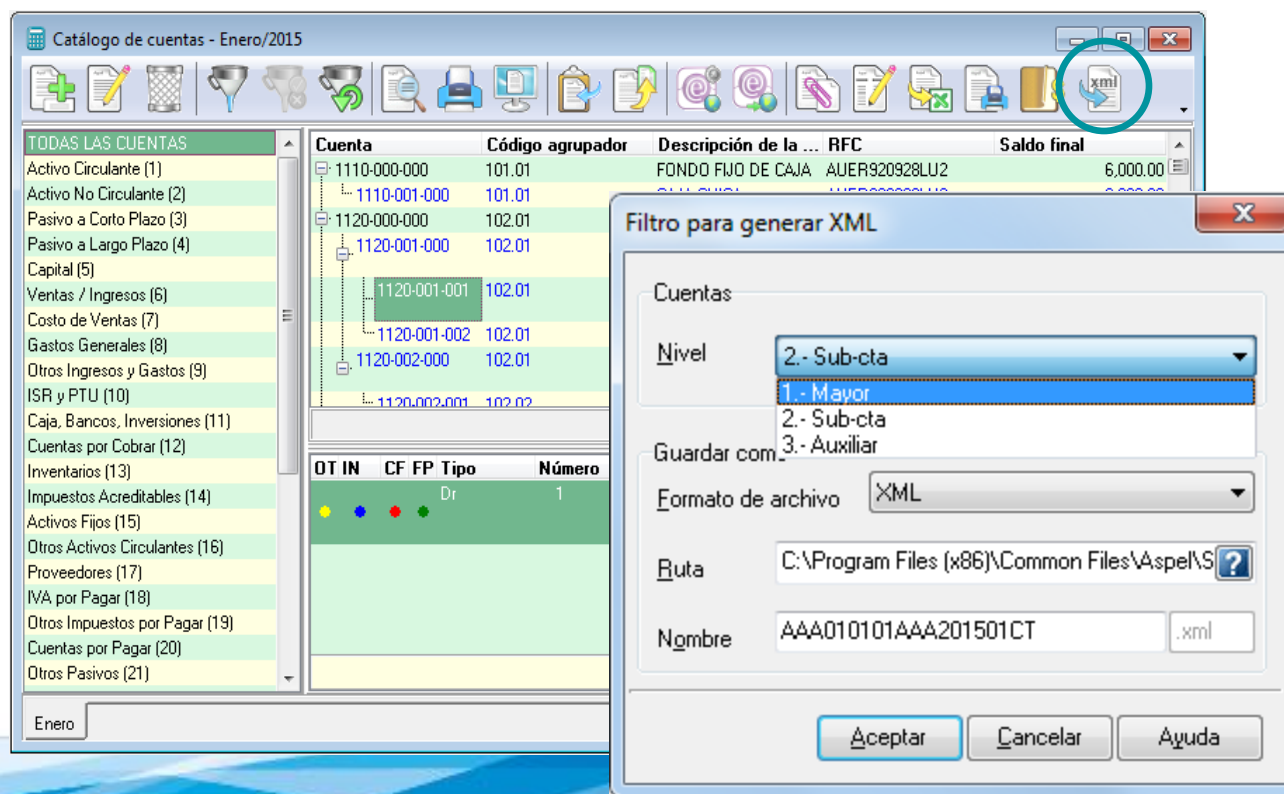 Catálogo de cuentas - Enero/2015
xml
TODAS LAS CUENTAS
Activo Circulante (1)
Activo No Circulante (2)
Pasivo a Corto Plazo (3)
Pasivo a Largo Plazo (4)
Capital (5)
Ventas / Ingresos (6)
Costo de Ventas (7)
Gastos Generales (8)
Otros Ingresos y Gastos (9)
ISR y PTU (10)
Caja, Bancos, Inversiones (11)
Cuentas por Cobrar (12)
Inventarios (13)
Impuestos Acreditables (14)
Activos Fijos (15)
Otros Activos Circulantes (16)
Proveedores (17)
IVA por Pagar (18)
Otros Impuestos por Pagar (19)
Cuentas por Pagar (20)
Otros Pasivos (21)
Enero
Cuenta Código agrupador Descripción de la ... RFC Saldo final
1110-000-000 101.01 FONDO FIJO DE CAJA AUER920928LU2 6,000.00
1110-001-000 101.01
1120-000-000 102.01
1120-001-000 102.01
1120-001-001 102.01
1120-001-002 102.01
1120-002-000 102.01
1120-002-001 102.02
OT IN CF FP Tipo Número
Dr 1
Filtro para generar XML
Cuentas
Nivel 2.- Sub-cta
1.- Mayor
2.- Sub-cta
3.- Auxiliar
Guardar com
Formato de archivo XML
Ruta C:\Program Files (x86)\Common Files\Aspel\S
Nombre AAA010101AAA201501CT .xml
Aceptar Cancelar Ayuda